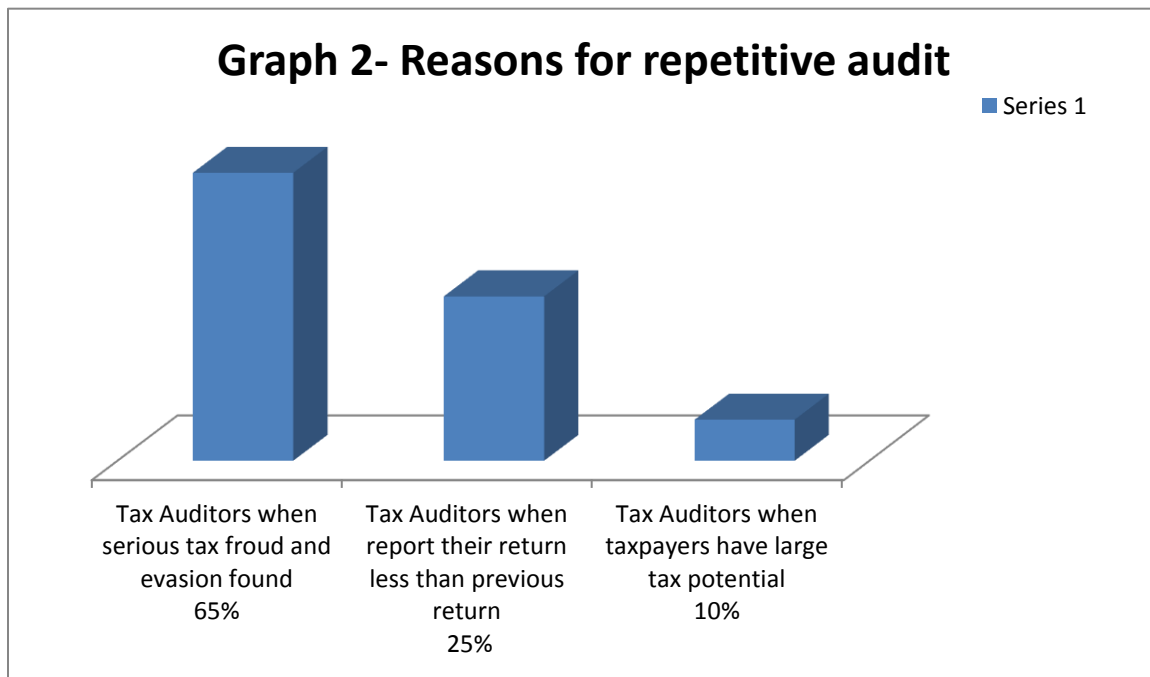 Graph 2- Reasons for repetitive audit
Series 1
Tax Auditors when
serious tax froud and
evasion found
65%
Tax Auditors when
report their return
less than previous
return
25%
Tax Auditors when
taxpayers have large
tax potential
10%